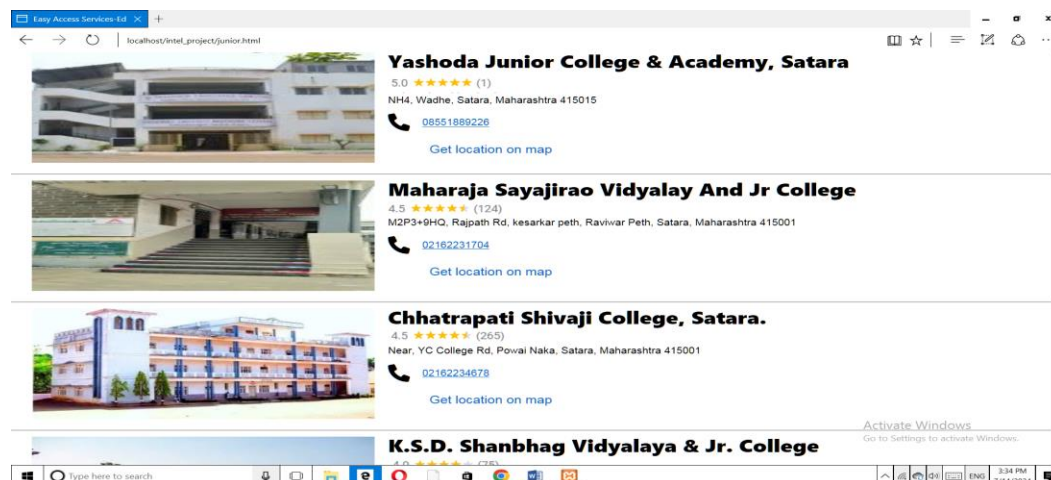 Easy Access Services-Ed
localhost/intel_project/junior.html
Yashoda Junior College & Academy, Satara
5.0 ★★★★★ (1)
NH4, Wadhe, Satara, Maharashtra 415015
08551889226
Get location on map
Maharaja Sayajirao Vidyalay And Jr College
4.5 (124)
M2P3+9HQ, Rajpath Rd, kesarkar peth, Raviwar Peth, Satara, Maharashtra 415001
02162231704
Get location on map
Chhatrapati Shivaji College, Satara.
4.5 (265)
Near, YC College Rd, Powai Naka, Satara, Maharashtra 415001
02162234678
Get location on map
Activate Windows
Go to Settings to activate Windows.
K.S.D. Shanbhag Vidyalaya & Jr. College
4.0 (75)
Type here to search
ENG
3:34 PM